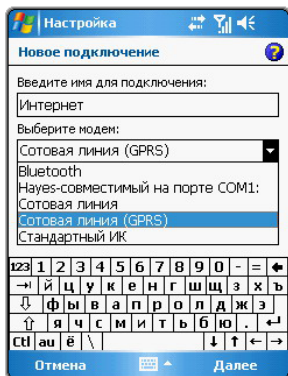 Настройка
Новое подключение
Введите имя для подключения:
Интернет
Выберите модем:
Сотовая линия (GPRS)
Bluetooth
Hayes-совместимый на порте COM1:
Сотовая линия
Сотовая линия (GPRS)
Стандартный ИК
123 1 2 3 4 5 6 7 8 9 0 - = ←
→ й ц у к е н г ш щ з х ъ
⇩ ф ы в а п р о л д ж э
⇧ я ч с м и т ь б ю . ↵
Ctl au ё \ ↓ ↑ ← →
Отмена Далее